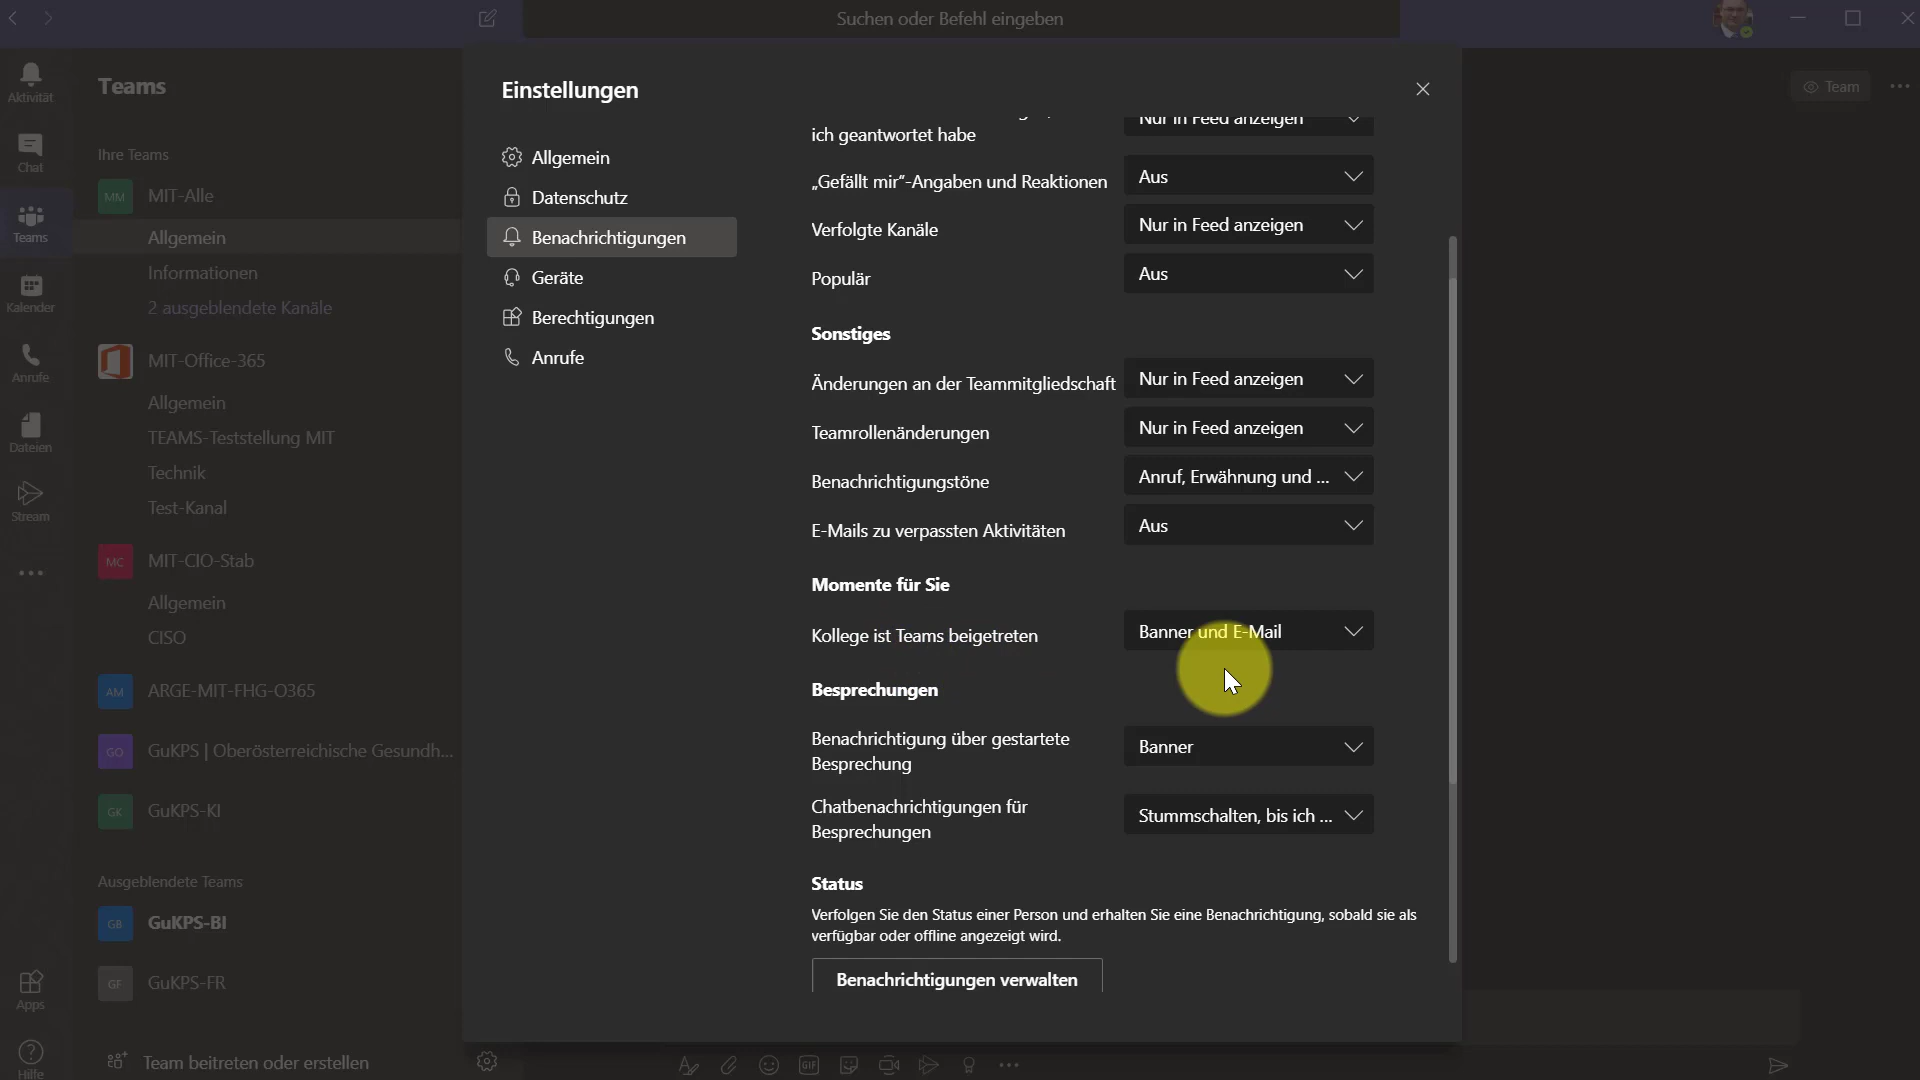 Suchen oder Befehl eingeben
Aktivität
Chat
Teams
Kalender
Anrufe
Dateien
Stream
Apps
Hilfe
Teams
Ihre Teams
MM MIT-Alle
Allgemein
Informationen
2 ausgeblendete Kanäle
MIT-Office-365
Allgemein
TEAMS-Teststellung MIT
Technik
Test-Kanal
MC MIT-CIO-Stab
Allgemein
CISO
AM ARGE-MIT-FHG-O365
GO GuKPS | Oberösterreichische Gesundh...
GK GuKPS-KI
Ausgeblendete Teams
GB GuKPS-BI
GF GuKPS-FR
Team beitreten oder erstellen
Einstellungen
Allgemein
Datenschutz
Benachrichtigungen
Geräte
Berechtigungen
Anrufe
Nur in Feed anzeigen
ich geantwortet habe
„Gefällt mir“-Angaben und Reaktionen Aus
Verfolgte Kanäle Nur in Feed anzeigen
Populär Aus
Sonstiges
Änderungen an der Teammitgliedschaft Nur in Feed anzeigen
Teamrollenänderungen Nur in Feed anzeigen
Benachrichtigungstöne Anruf, Erwähnung und ...
E-Mails zu verpassten Aktivitäten Aus
Momente für Sie
Kollege ist Teams beigetreten Banner und E-Mail
Besprechungen
Benachrichtigung über gestartete
Besprechung
Banner
Chatbenachrichtigungen für
Besprechungen
Stummschalten, bis ich ...
Status
Verfolgen Sie den Status einer Person und erhalten Sie eine Benachrichtigung, sobald sie als
verfügbar oder offline angezeigt wird.
Benachrichtigungen verwalten
Team
GIF